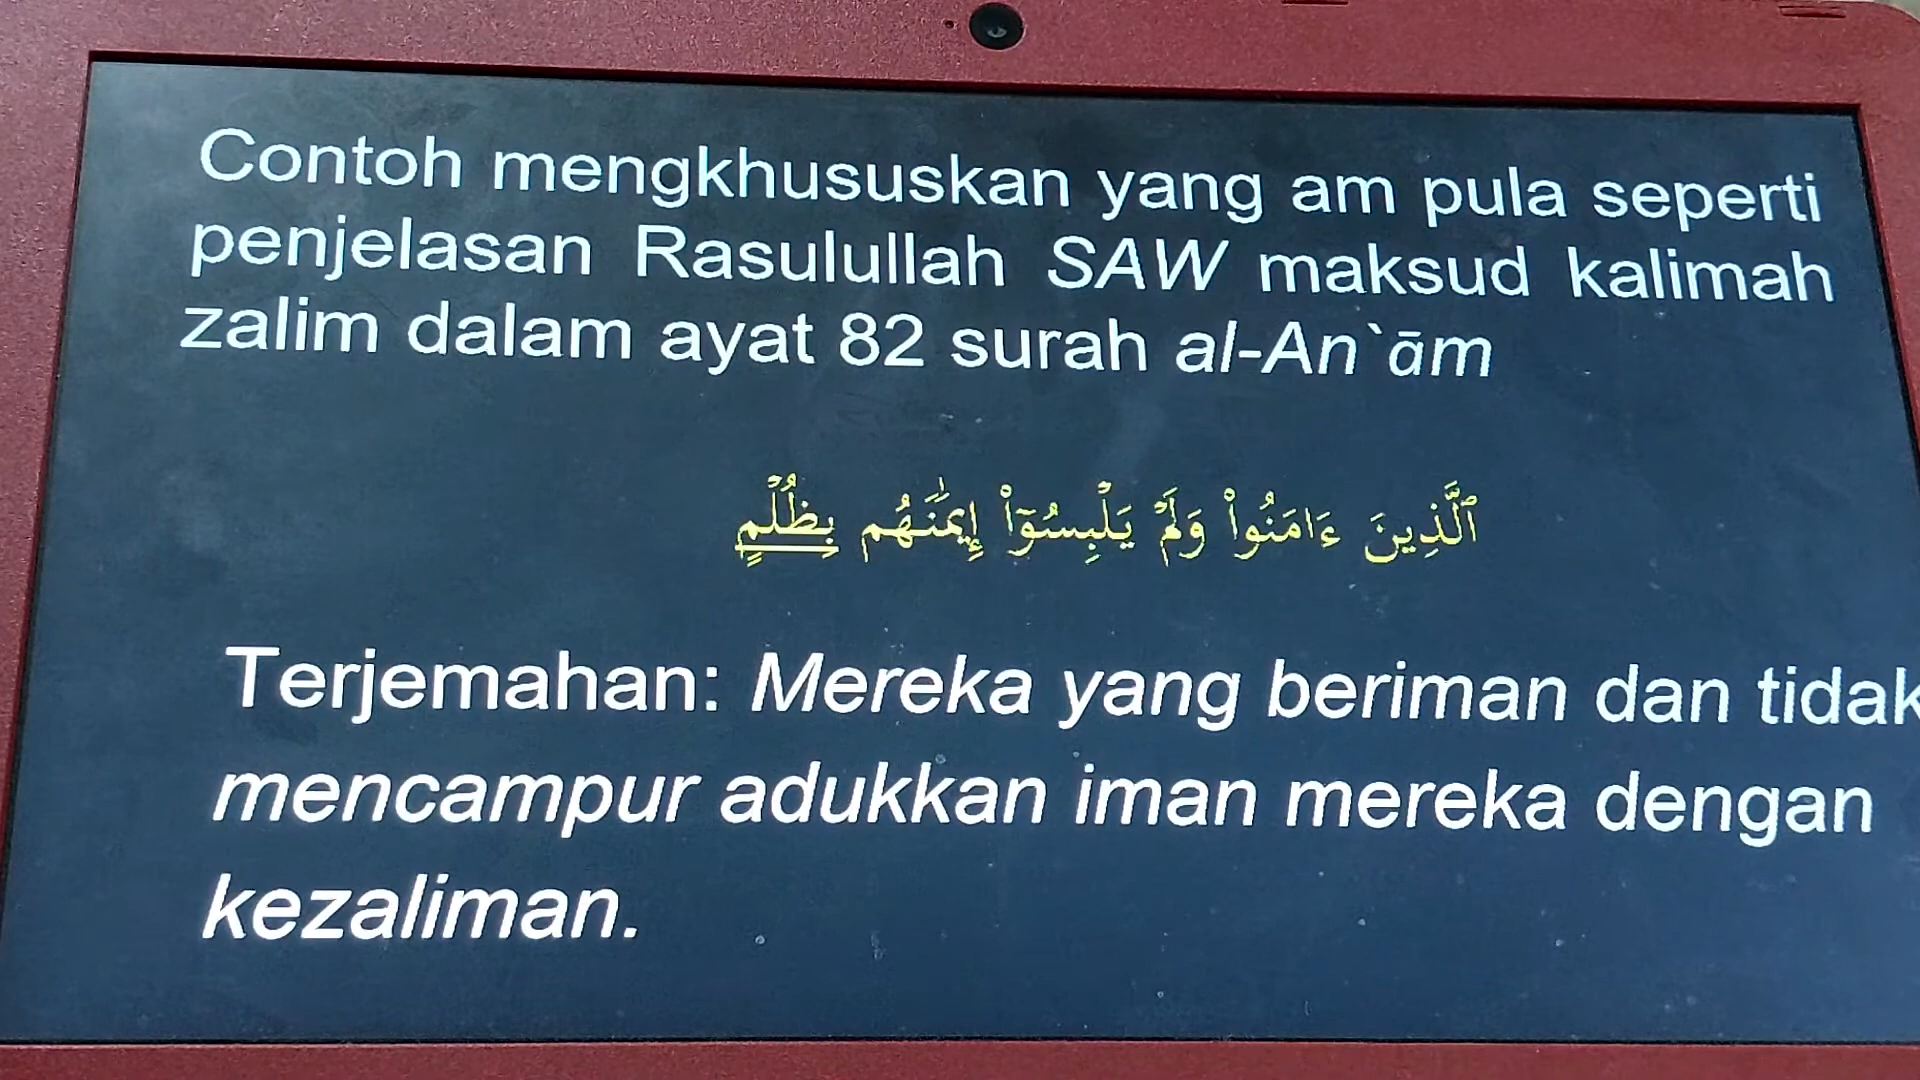 Contoh mengkhususkan yang am pula seperti
penjelasan Rasulullah SAW maksud kalimah
zalim dalam ayat 82 surah al-An`ām
ٱلَّذِينَ ءَامَنُوا۟ وَلَمْ يَلْبِسُوٓا۟ إِيمَٰنَهُم بِظُلْمٍ
Terjemahan: Mereka yang beriman dan tidak
mencampur adukkan iman mereka dengan
kezaliman.